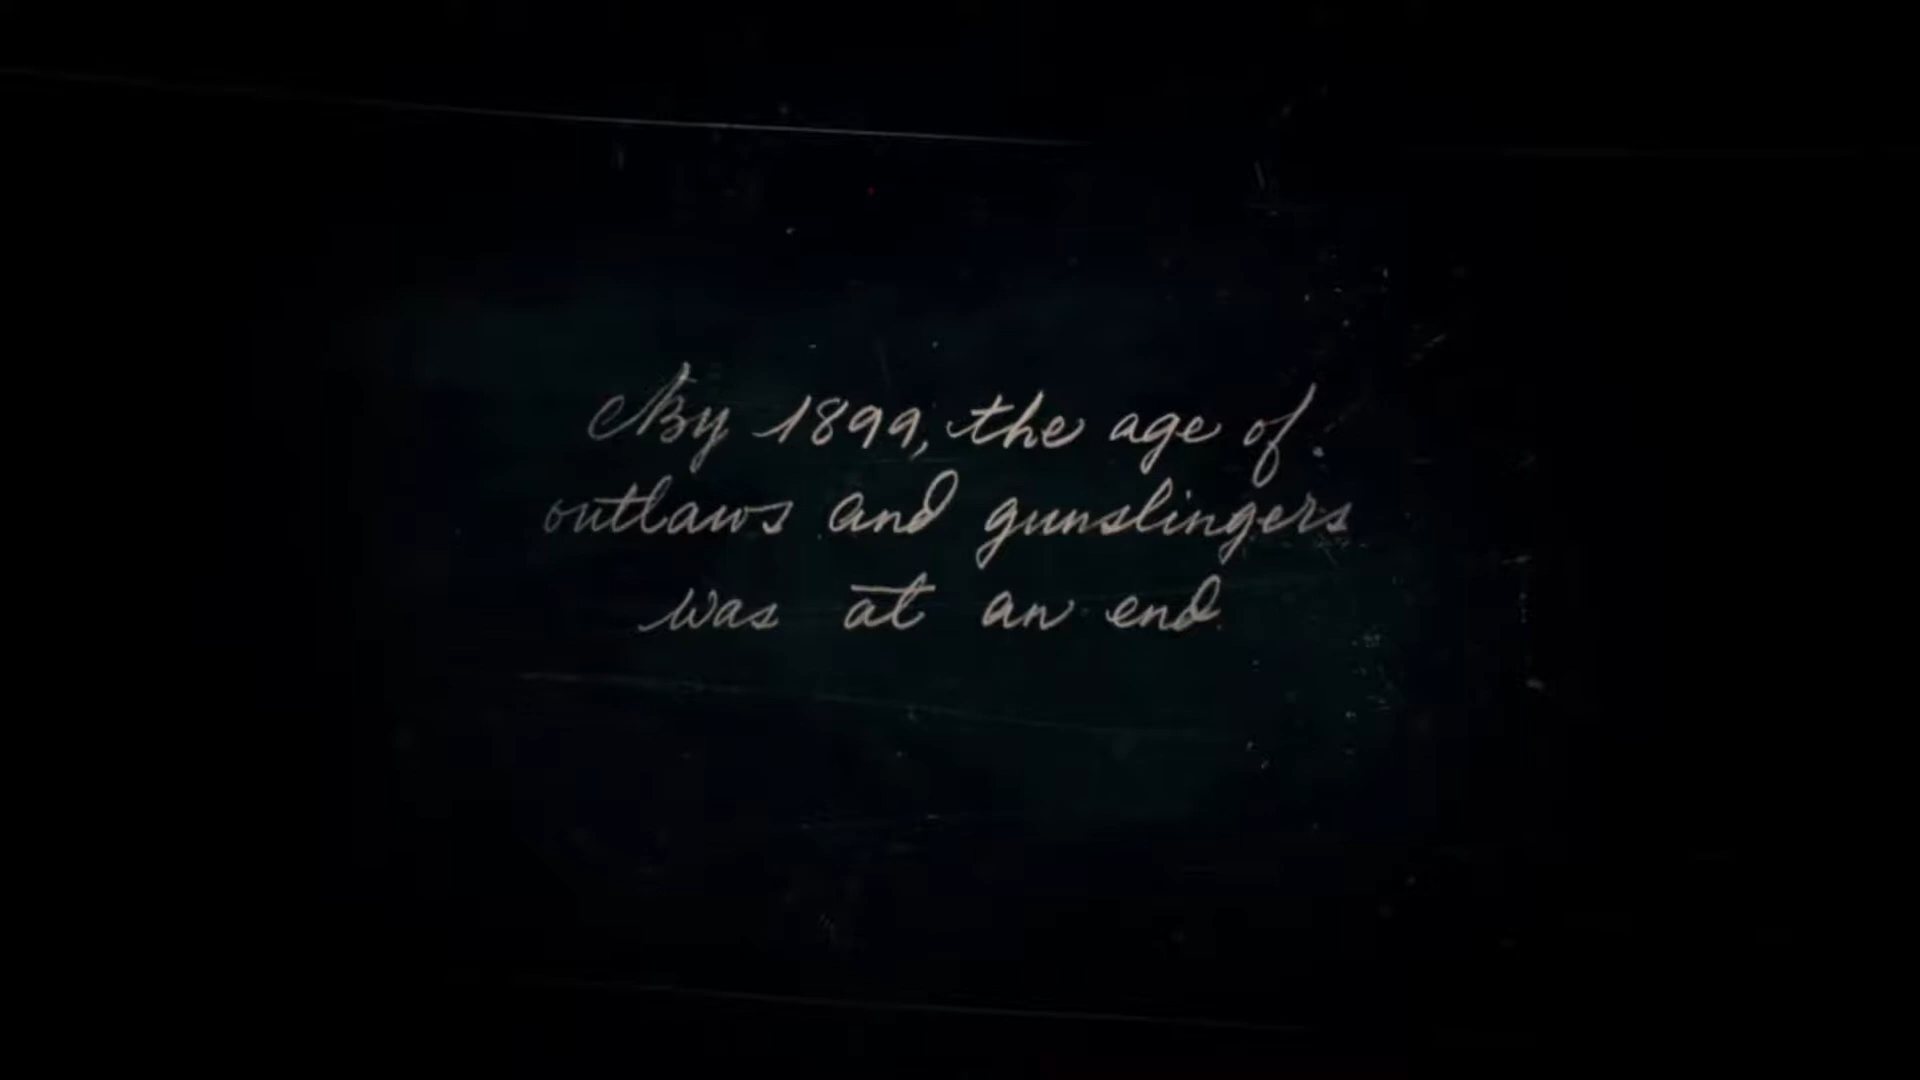 By 1899, the age of
outlaws and gunslingers
was at an end